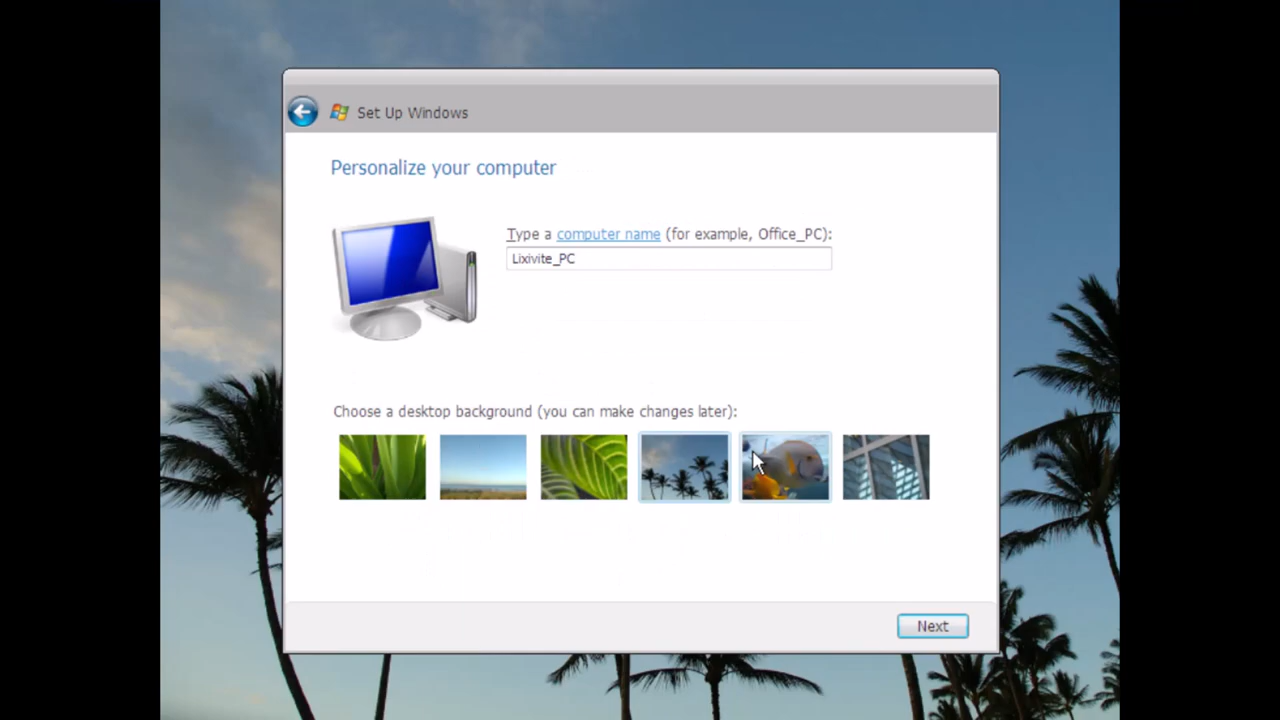 Set Up Windows
Personalize your computer
Type a computer name (for example, Office_PC):
Lixivite_PC
Choose a desktop background (you can make changes later):
Next